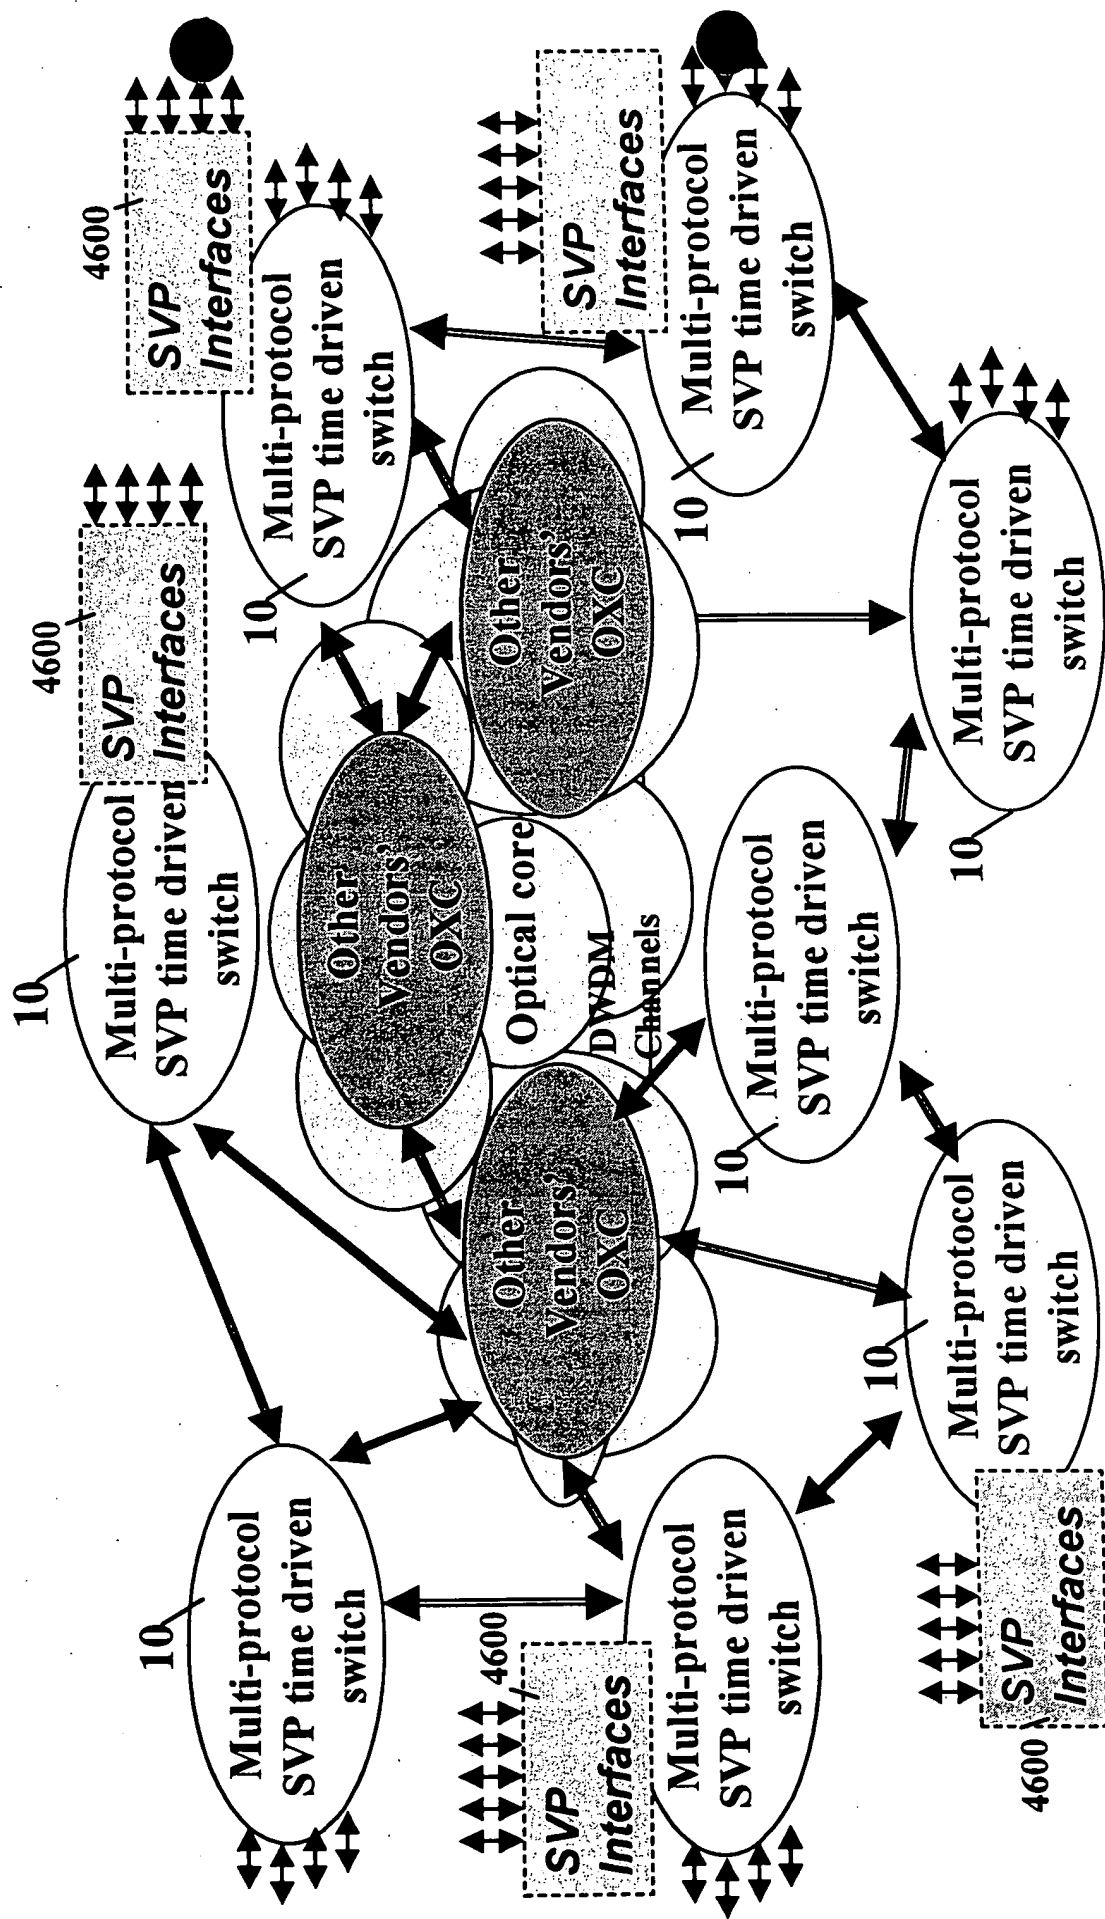 10
4600
SVP
Interfaces
Multi-protocol
SVP time driven
switch
4600
SVP
Interfaces
10
Multi-protocol
SVP time driven
switch
10
Multi-protocol
SVP time driven
switch
Other
Vendors'
OXC
Other
Vendors'
OXC
Other
Vendors'
OXC
Optical core
DWDM
Channels
4600
SVP
Interfaces
Multi-protocol
SVP time driven
switch
SVP
Interfaces
10
Multi-protocol
SVP time driven
switch
10
Multi-protocol
SVP time driven
switch
10
Multi-protocol
SVP time driven
switch
10
Multi-protocol
SVP time driven
switch
SVP
Interfaces
4600